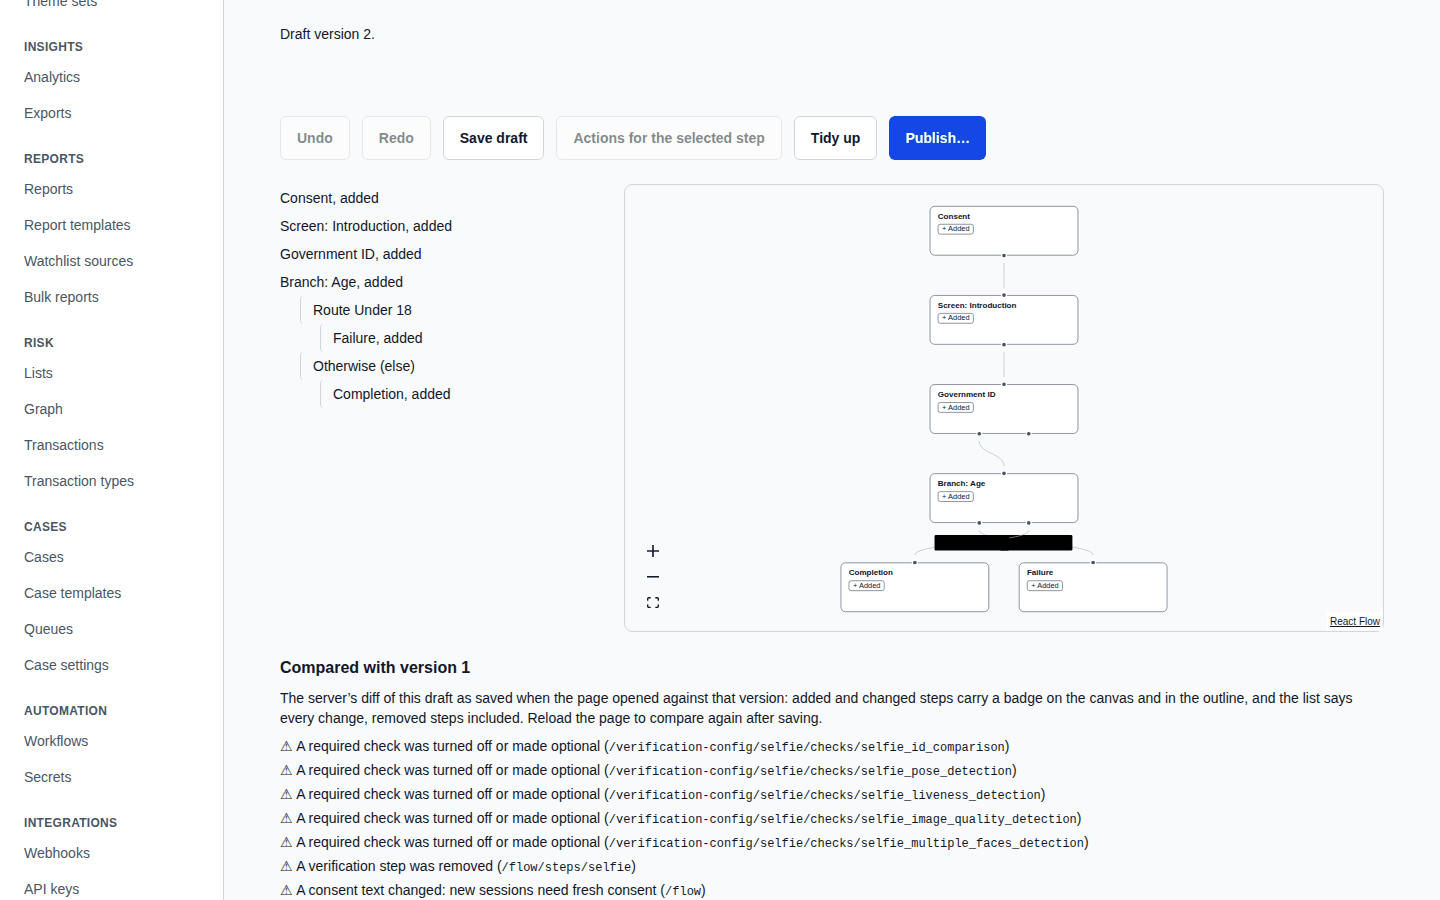 Theme sets
INSIGHTS
Analytics
Exports
REPORTS
Reports
Report templates
Watchlist sources
Bulk reports
RISK
Lists
Graph
Transactions
Transaction types
CASES
Cases
Case templates
Queues
Case settings
AUTOMATION
Workflows
Secrets
INTEGRATIONS
Webhooks
API keys
Draft version 2.
Undo
Redo
Save draft
Actions for the selected step
Tidy up
Publish…
Consent, added
Screen: Introduction, added
Government ID, added
Branch: Age, added
Route Under 18
Failure, added
Otherwise (else)
Completion, added
Consent
+ Added
Screen: Introduction
+ Added
Government ID
+ Added
Branch: Age
+ Added
Completion
+ Added
Failure
+ Added
React Flow
Compared with version 1
The server’s diff of this draft as saved when the page opened against that version: added and changed steps carry a badge on the canvas and in the outline, and the list says
every change, removed steps included. Reload the page to compare again after saving.
⚠ A required check was turned off or made optional (/verification-config/selfie/checks/selfie_id_comparison)
⚠ A required check was turned off or made optional (/verification-config/selfie/checks/selfie_pose_detection)
⚠ A required check was turned off or made optional (/verification-config/selfie/checks/selfie_liveness_detection)
⚠ A required check was turned off or made optional (/verification-config/selfie/checks/selfie_image_quality_detection)
⚠ A required check was turned off or made optional (/verification-config/selfie/checks/selfie_multiple_faces_detection)
⚠ A verification step was removed (/flow/steps/selfie)
⚠ A consent text changed: new sessions need fresh consent (/flow)